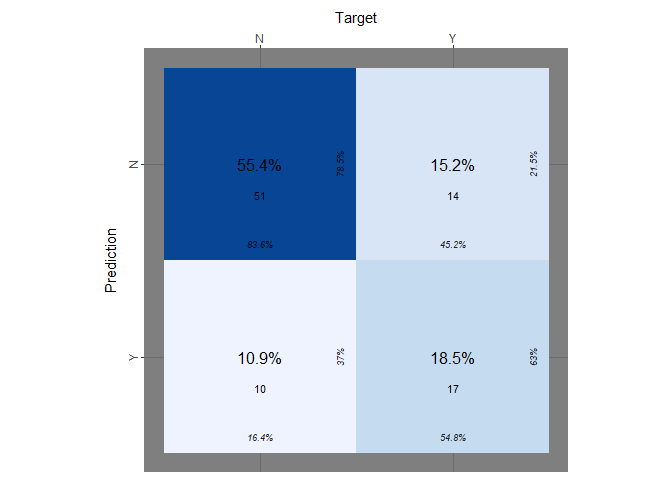 Target
N
Y
Prediction
N
55.4%
51
78.5%
83.6%
15.2%
14
21.5%
45.2%
Y
10.9%
10
37%
16.4%
18.5%
17
63%
54.8%